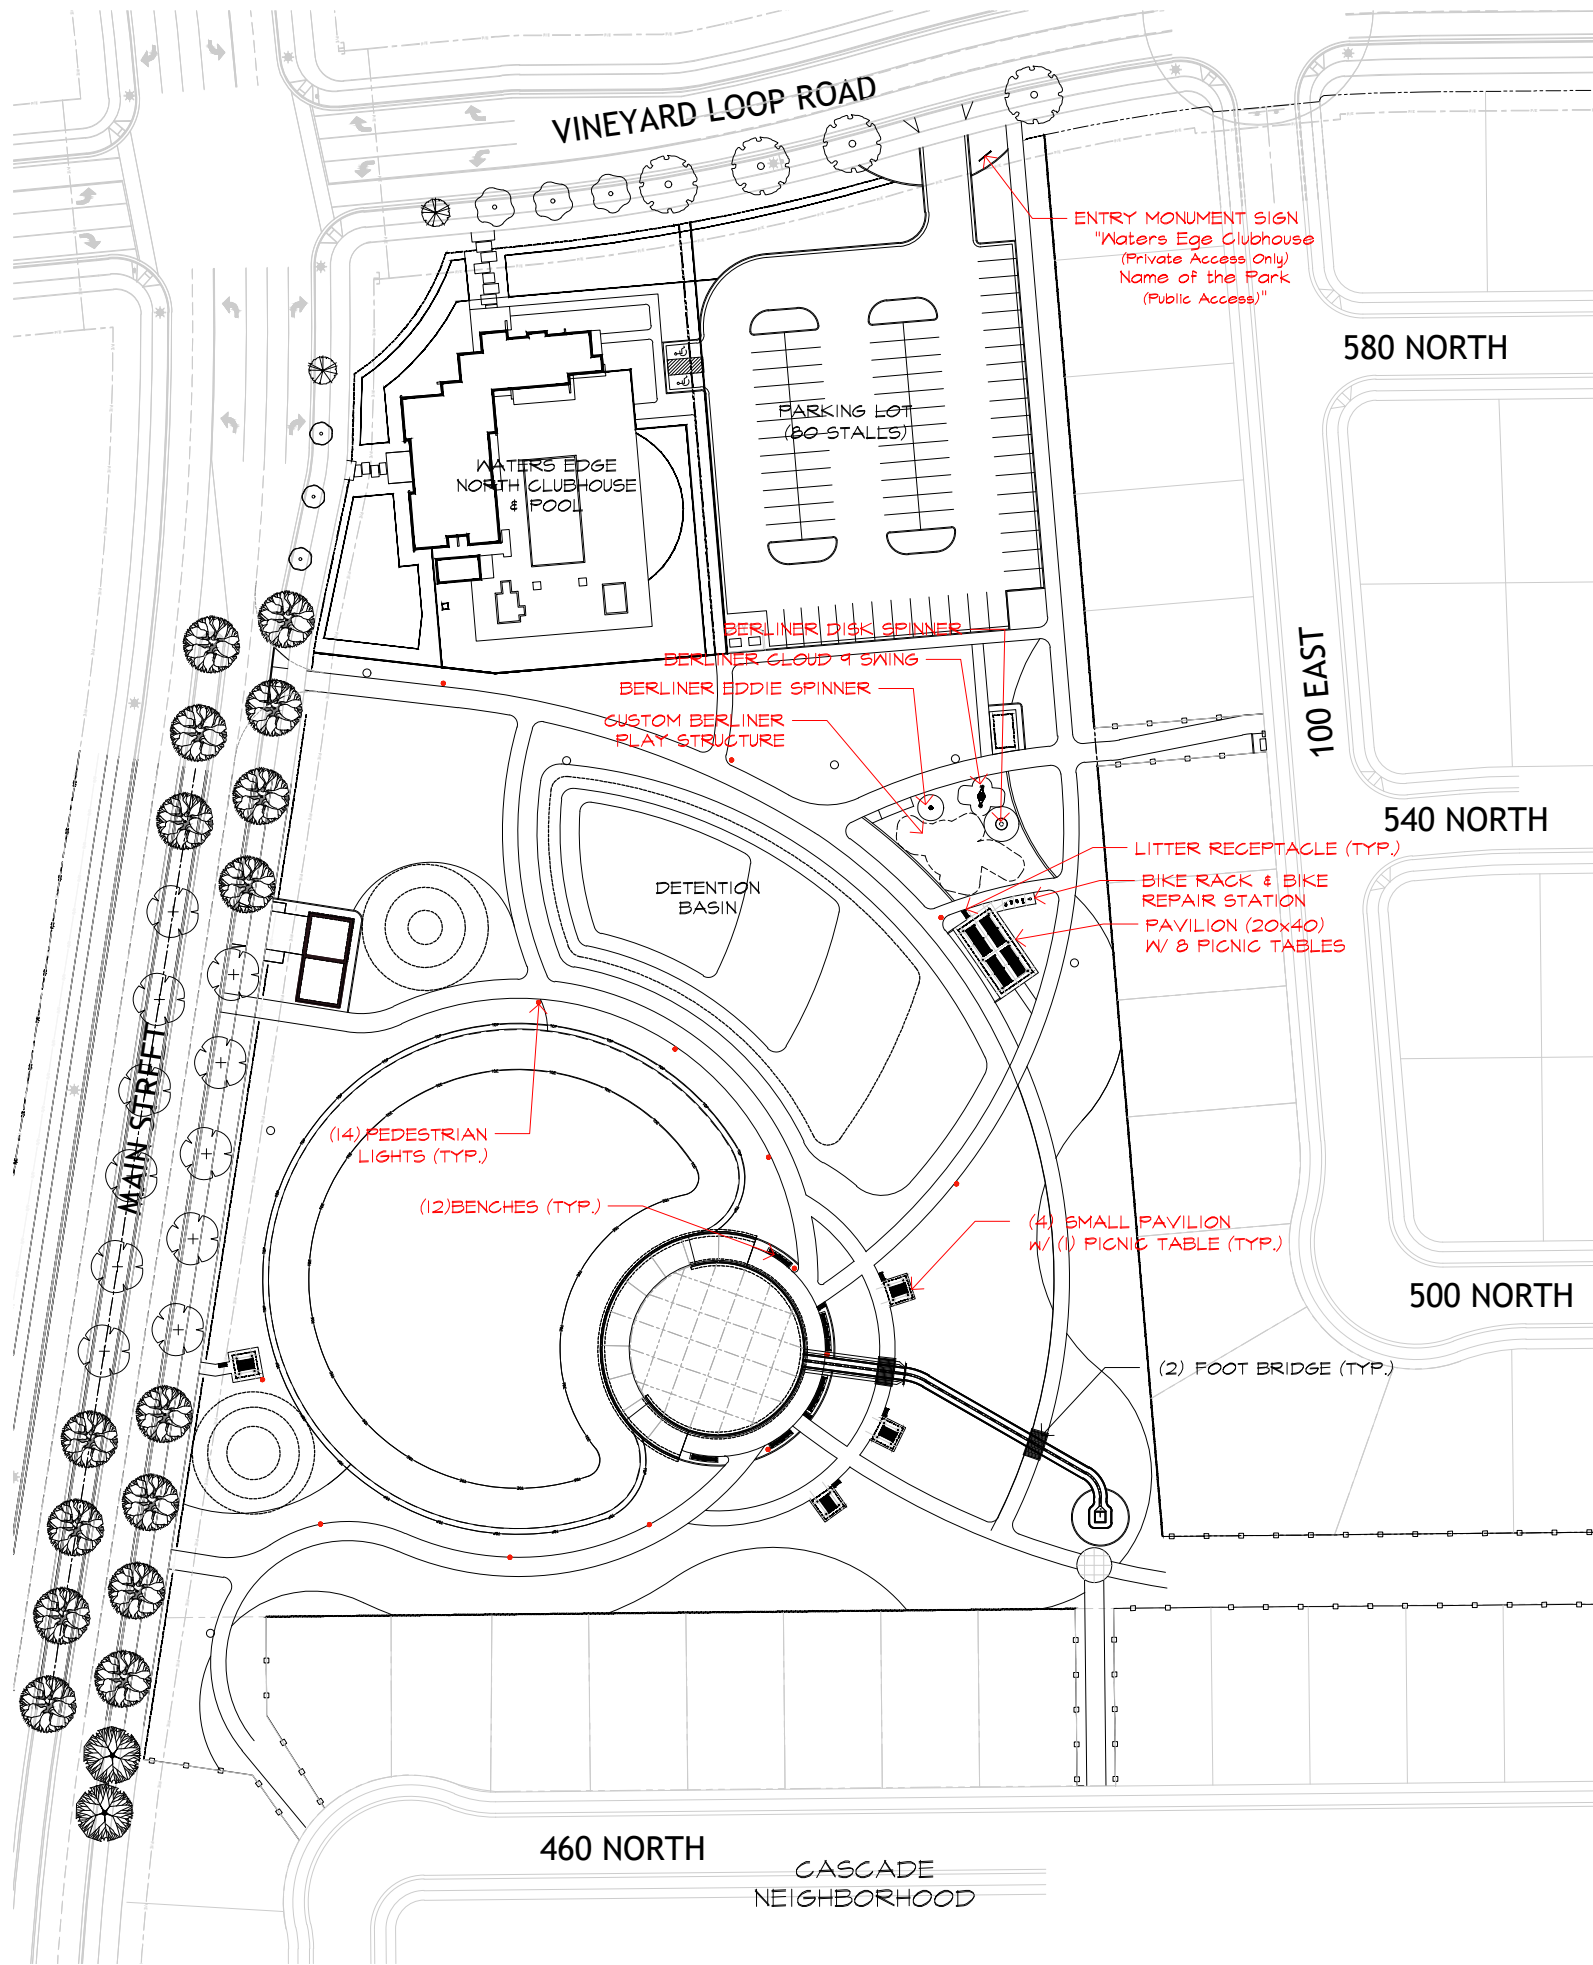 VINEYARD LOOP ROAD
ENTRY MONUMENT SIGN
"Waters Ege Clubhouse
(Private Access Only)
Name of the Park
(Public Access)"
580 NORTH
PARKING LOT
(80 STALLS)
WATERS EDGE
NORTH CLUBHOUSE
& POOL
BERLINER DISK SPINNER
BERLINER CLOUD 9 SWING
BERLINER EDDIE SPINNER
CUSTOM BERLINER
PLAY STRUCTURE
100 EAST
540 NORTH
LITTER RECEPTACLE (TYP.)
BIKE RACK & BIKE
REPAIR STATION
PAVILION (20x40)
W/ 8 PICNIC TABLES
DETENTION
BASIN
MAIN STREET
(14) PEDESTRIAN
LIGHTS (TYP.)
(12)BENCHES (TYP.)
(4) SMALL PAVILION
W/ (1) PICNIC TABLE (TYP.)
500 NORTH
(2) FOOT BRIDGE (TYP.)
460 NORTH
CASCADE
NEIGHBORHOOD